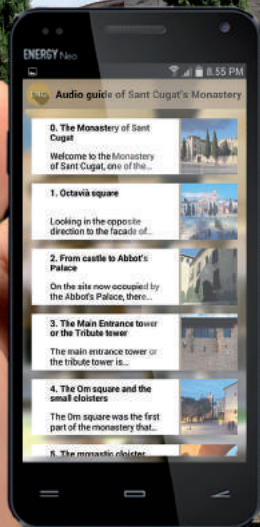 ENERGY Neo
8.55 PM
Audio guide of Sant Cugat's Monastery
0. The Monastery of Sant
Cugat
Welcome to the Monastery
of Sant Cugat, one of the...
1. Octavià square
Looking in the opposite
direction to the facade of...
2. From castle to Abbot's
Palace
On the site now occupied by
the Abbot's Palace, there...
3. The Main Entrance tower
or the Tribute tower
The main entrance tower or
the tribute tower is...
4. The Om square and the
small cloisters
The Om square was the first
part of the monastery that...
5. The monastic cloister